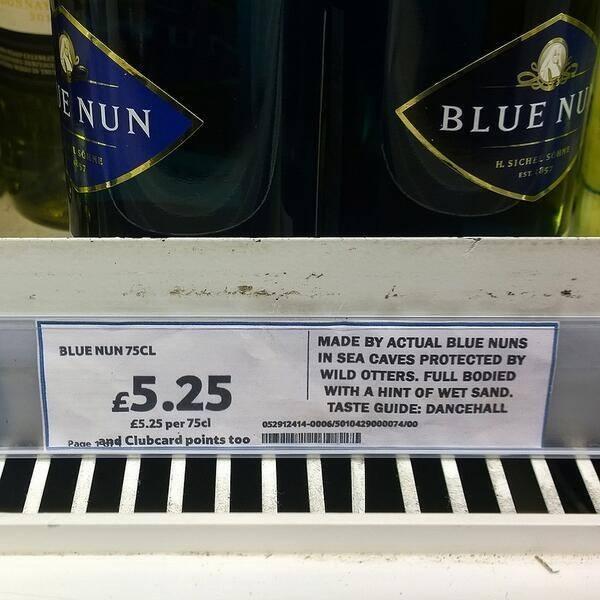 BLUE NUN
H. SICHEL SÖHNE
EST. 1857
BLUE NUN 75CL
£5.25
£5.25 per 75cl
and Clubcard points too
MADE BY ACTUAL BLUE NUNS
IN SEA CAVES PROTECTED BY
WILD OTTERS. FULL BODIED
WITH A HINT OF WET SAND.
TASTE GUIDE: DANCEHALL
052912414-0006/5010429000074/00
Page